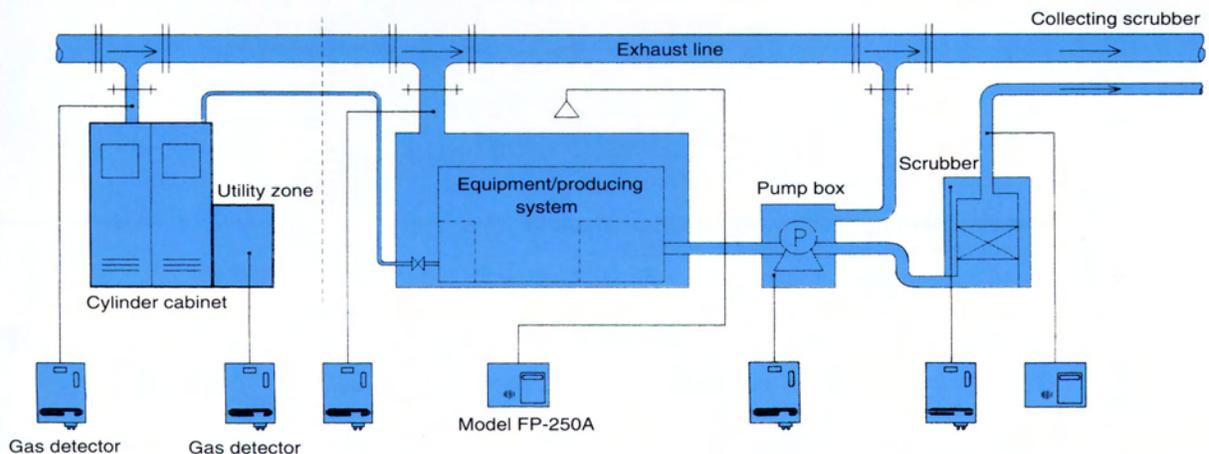 Collecting scrubber
Exhaust line
Scrubber
Equipment/producing
system
Pump box
Utility zone
P
Cylinder cabinet
Model FP-250A
Gas detector
Gas detector